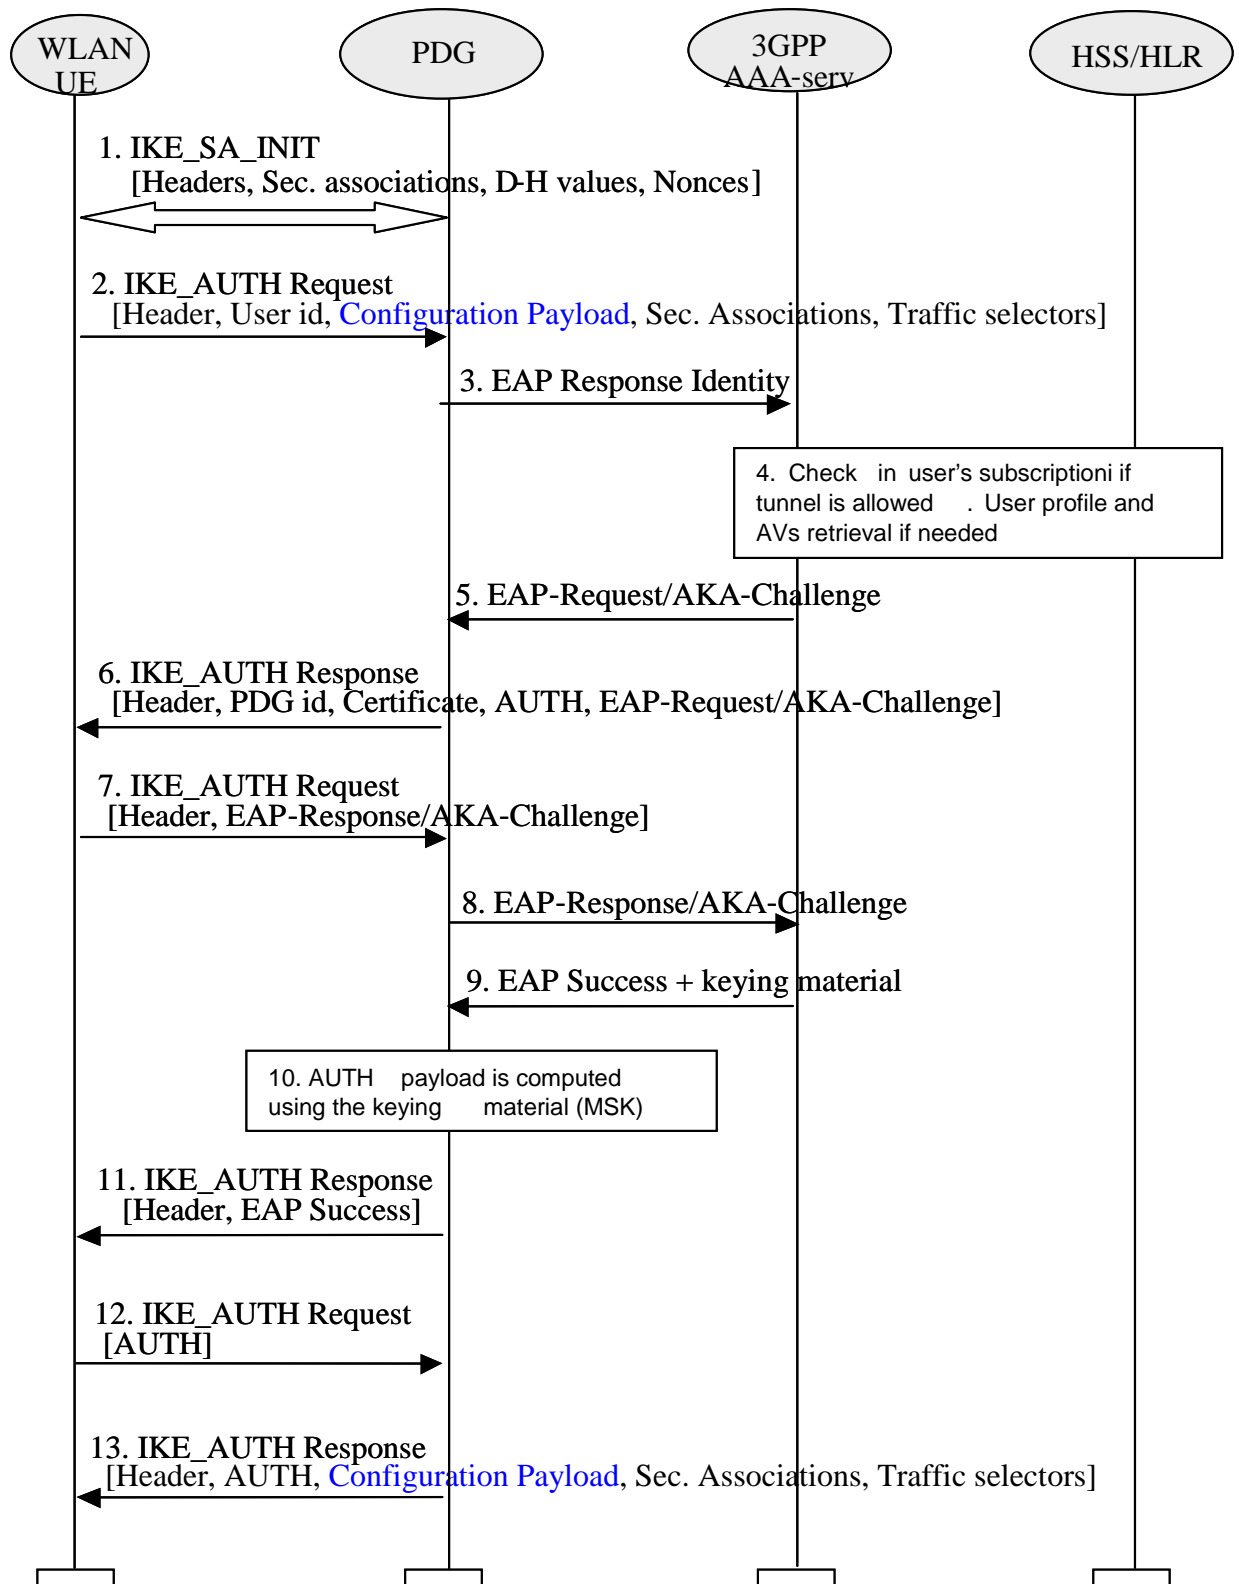 WLAN
UE
PDG
3GPP
AAA-serv
HSS/HLR
1. IKE_SA_INIT
[Headers, Sec. associations, D-H values, Nonces]
2. IKE_AUTH Request
[Header, User id, Configuration Payload, Sec. Associations, Traffic selectors]
3. EAP Response Identity
4. Check in user's subscriptioni if
tunnel is allowed . User profile and
AVs retrieval if needed
5. EAP-Request/AKA-Challenge
6. IKE_AUTH Response
[Header, PDG id, Certificate, AUTH, EAP-Request/AKA-Challenge]
7. IKE_AUTH Request
[Header, EAP-Response/AKA-Challenge]
8. EAP-Response/AKA-Challenge
9. EAP Success + keying material
10. AUTH payload is computed
using the keying material (MSK)
11. IKE_AUTH Response
[Header, EAP Success]
12. IKE_AUTH Request
[AUTH]
13. IKE_AUTH Response
[Header, AUTH, Configuration Payload, Sec. Associations, Traffic selectors]